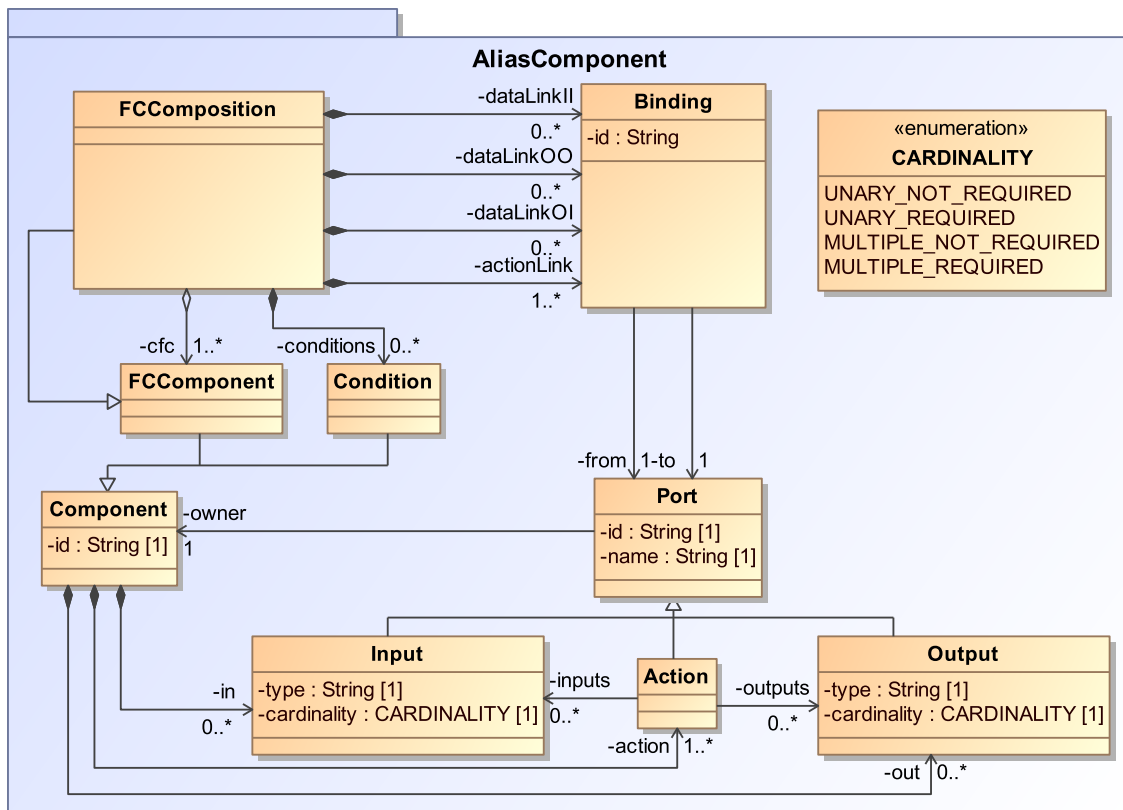 AliasComponent
FCComposition
-dataLinkII
0..*
-dataLinkOO
0..*
-dataLinkOI
0..*
-actionLink
1..*
Binding
-id : String
«enumeration»
CARDINALITY
UNARY_NOT_REQUIRED
UNARY_REQUIRED
MULTIPLE_NOT_REQUIRED
MULTIPLE_REQUIRED
-cfc 1..*
-conditions 0..*
FCComponent
Condition
-from 1
-to 1
Component
-id : String [1]
-owner
1
Port
-id : String [1]
-name : String [1]
Input
-type : String [1]
-cardinality : CARDINALITY [1]
-in
0..*
-inputs
0..*
Action
-outputs
0..*
Output
-type : String [1]
-cardinality : CARDINALITY [1]
-action 1..*
-out 0..*